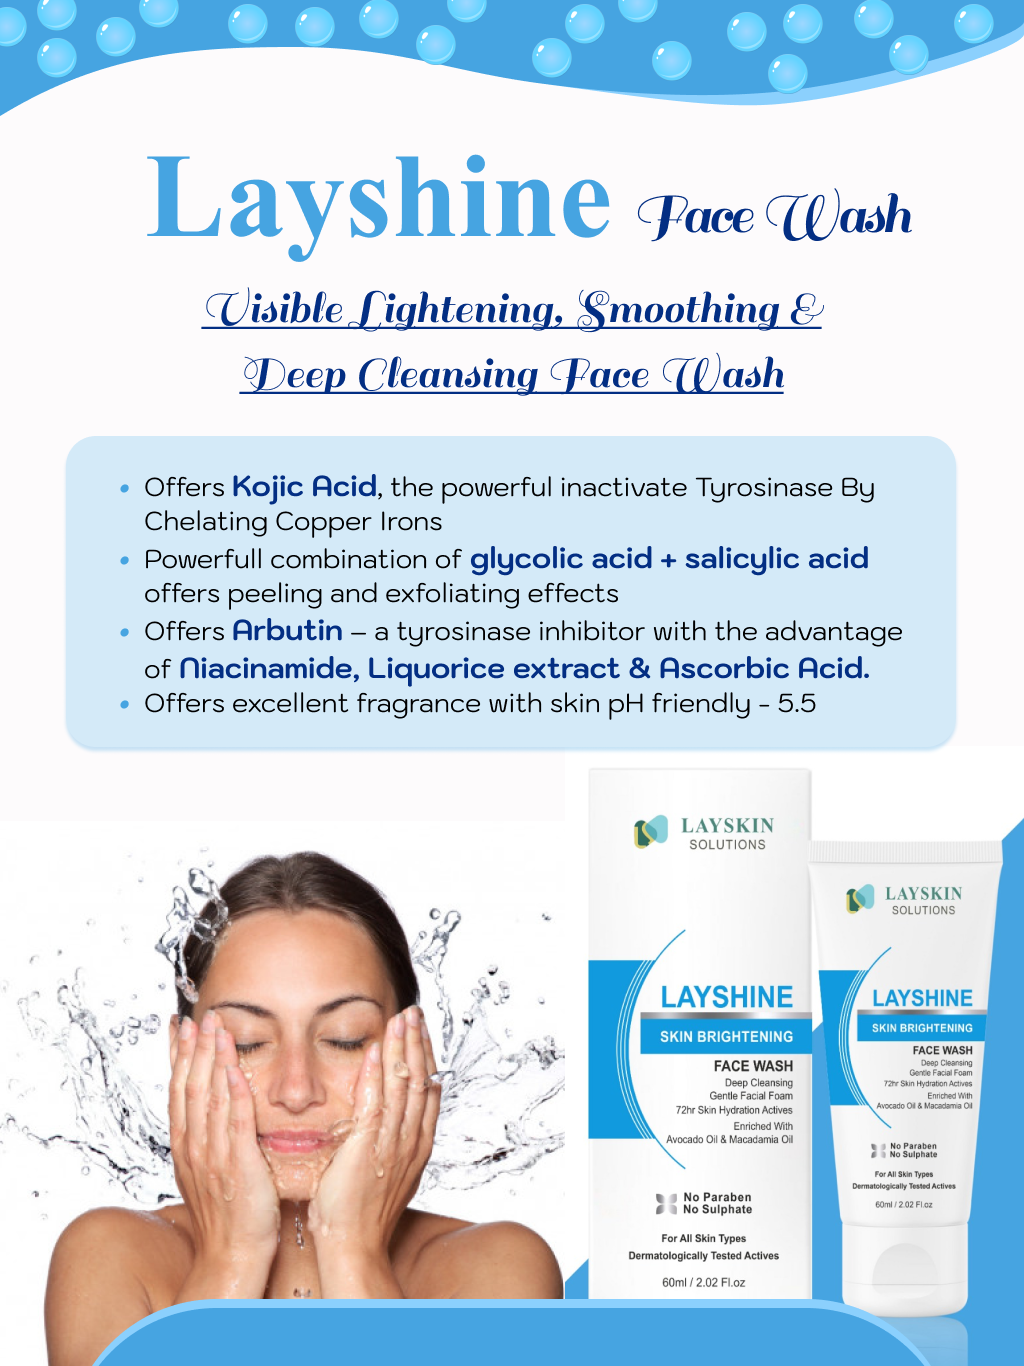 Layshine Face Wash
Visible Lightening, Smoothing &
Deep Cleansing Face Wash
• Offers Kojic Acid, the powerful inactivate Tyrosinase By
Chelating Copper Irons
• Powerfull combination of glycolic acid + salicylic acid
offers peeling and exfoliating effects
• Offers Arbutin – a tyrosinase inhibitor with the advantage
of Niacinamide, Liquorice extract & Ascorbic Acid.
• Offers excellent fragrance with skin pH friendly - 5.5
LAYSKIN
SOLUTIONS
LAYSHINE
SKIN BRIGHTENING
FACE WASH
Deep Cleansing
Gentle Facial Foam
72hr Skin Hydration Actives
Enriched With
Avocado Oil & Macadamia Oil
No Paraben
No Sulphate
For All Skin Types
Dermatologically Tested Actives
60ml / 2.02 Fl.oz
LAYSKIN
SOLUTIONS
LAYSHINE
SKIN BRIGHTENING
FACE WASH
Deep Cleansing
Gentle Facial Foam
72hr Skin Hydration Actives
Enriched With
Avocado Oil & Macadamia Oil
No Paraben
No Sulphate
For All Skin Types
Dermatologically Tested Actives
60ml / 2.02 Fl.oz